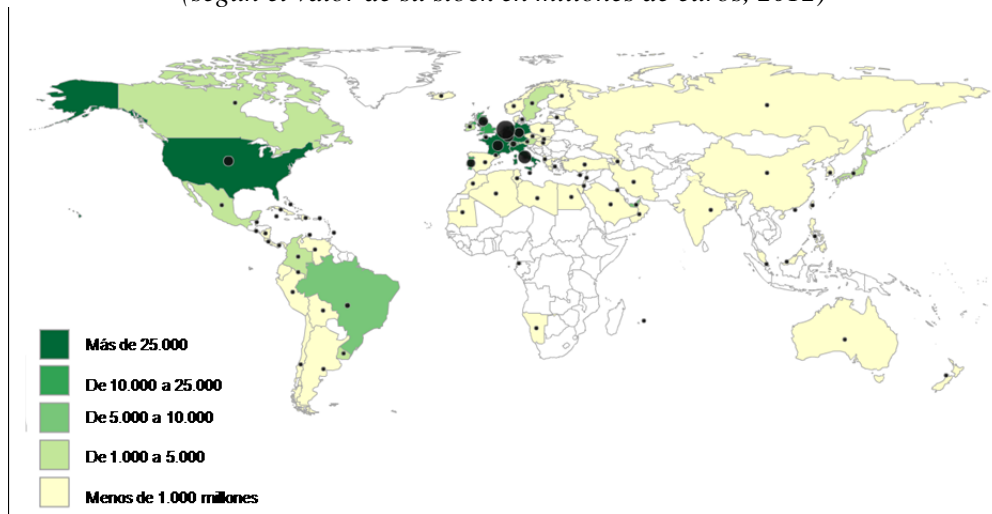 (según el valor de su stock en millones de euros, 2012)
Más de 25.000
De 10.000 a 25.000
De 5.000 a 10.000
De 1.000 a 5.000
Menos de 1.000 millones